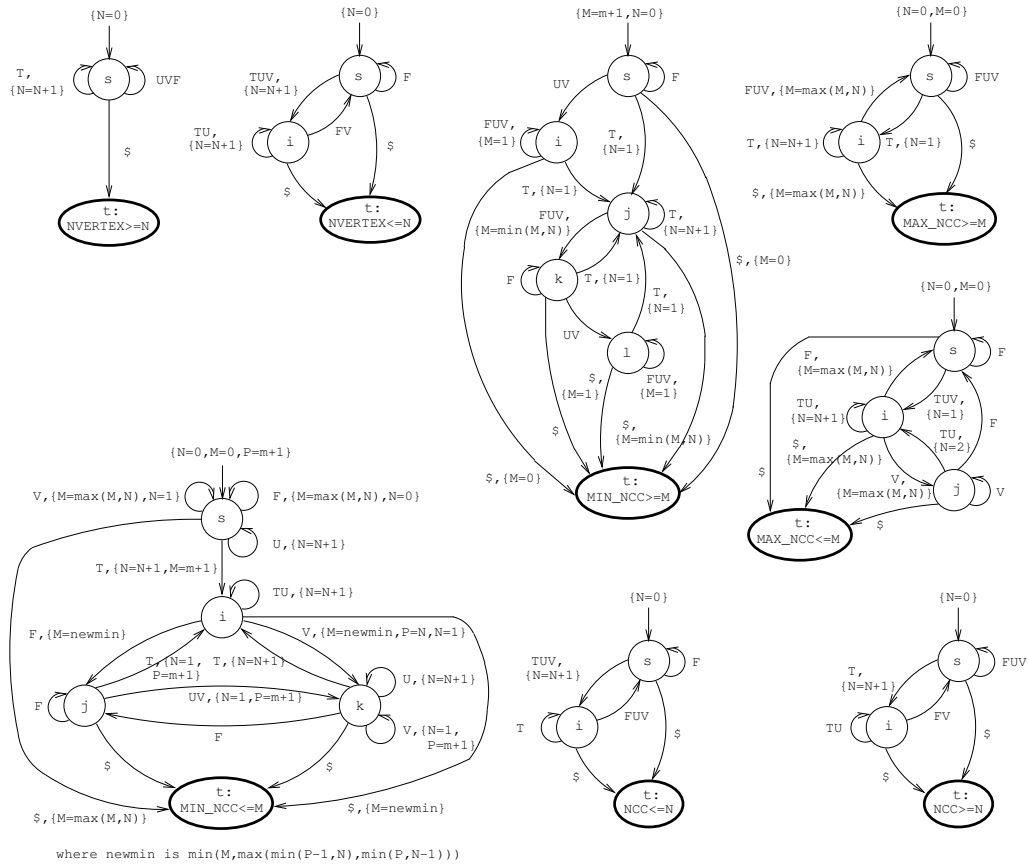 {N=0}
T,
{N=N+1}
s
UVF
$
t:
NVERTEX>=N
{N=0}
TUV,
{N=N+1}
s
F
TU,
{N=N+1}
i
FV
$
$
t:
NVERTEX<=N
{M=m+1,N=0}
s
F
UV
FUV,
{M=1}
i
T,
{N=1}
T,{N=1}
FUV,
{M=min(M,N)}
j
T,
{N=N+1}
F
k
T,{N=1}
T,
{N=1}
UV
l
$,
{M=1}
FUV,
{M=1}
$
$,
{M=min(M,N)}
$,{M=0}
$,{M=0}
t:
MIN_NCC>=M
{N=0,M=0}
s
FUV
FUV,{M=max(M,N)}
T,{N=N+1}
i
T,{N=1}
$
$,{M=max(M,N)}
t:
MAX_NCC>=M
{N=0,M=0}
s
F
F,
{M=max(M,N)}
TU,
{N=N+1}
i
TUV,
{N=1}
TU,
{N=2}
F
$,
{M=max(M,N)}
V,
{M=max(M,N)}
j
V
$
$
t:
MAX_NCC<=M
{N=0,M=0,P=m+1}
V,{M=max(M,N),N=1}
F,{M=max(M,N),N=0}
s
U,{N=N+1}
T,{N=N+1,M=m+1}
TU,{N=N+1}
i
F,{M=newmin}
V,{M=newmin,P=N,N=1}
T,{N=1,
P=m+1}
T,{N=N+1}
U,{N=N+1}
F
j
UV,{N=1,P=m+1}
k
F
V,{N=1,
P=m+1}
$
$
t:
MIN_NCC<=M
$,{M=max(M,N)}
$,{M=newmin}
where newmin is min(M,max(min(P-1,N),min(P,N-1)))
{N=0}
TUV,
{N=N+1}
s
F
T
i
FUV
$
$
t:
NCC<=N
{N=0}
T,
{N=N+1}
s
FUV
TU
i
FV
$
$
t:
NCC>=N